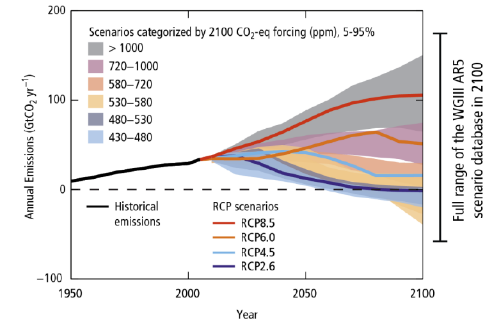 200
100
0
−100
Annual Emissions (GtCO2 yr−1)
Scenarios categorized by 2100 CO2-eq forcing (ppm), 5-95%
> 1000
720–1000
580–720
530–580
480–530
430–480
Historical
emissions
RCP scenarios
RCP8.5
RCP6.0
RCP4.5
RCP2.6
1950
2000
2050
2100
Year
Full range of the WGIII AR5
scenario database in 2100